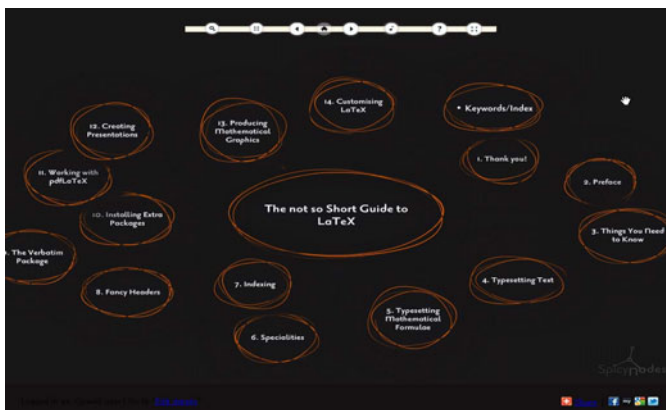 The not so Short Guide to
LaTeX
• Keywords/Index
1. Thank you!
2. Preface
3. Things You Need
to Know
4. Typesetting Text
5. Typesetting
Mathematical
Formulae
6. Specialities
7. Indexing
8. Fancy Headers
. The Verbatim
Package
10. Installing Extra
Packages
11. Working with
pdfLaTeX
12. Creating
Presentations
13. Producing
Mathematical
Graphics
14. Customising
LaTeX
?
Spicynodes